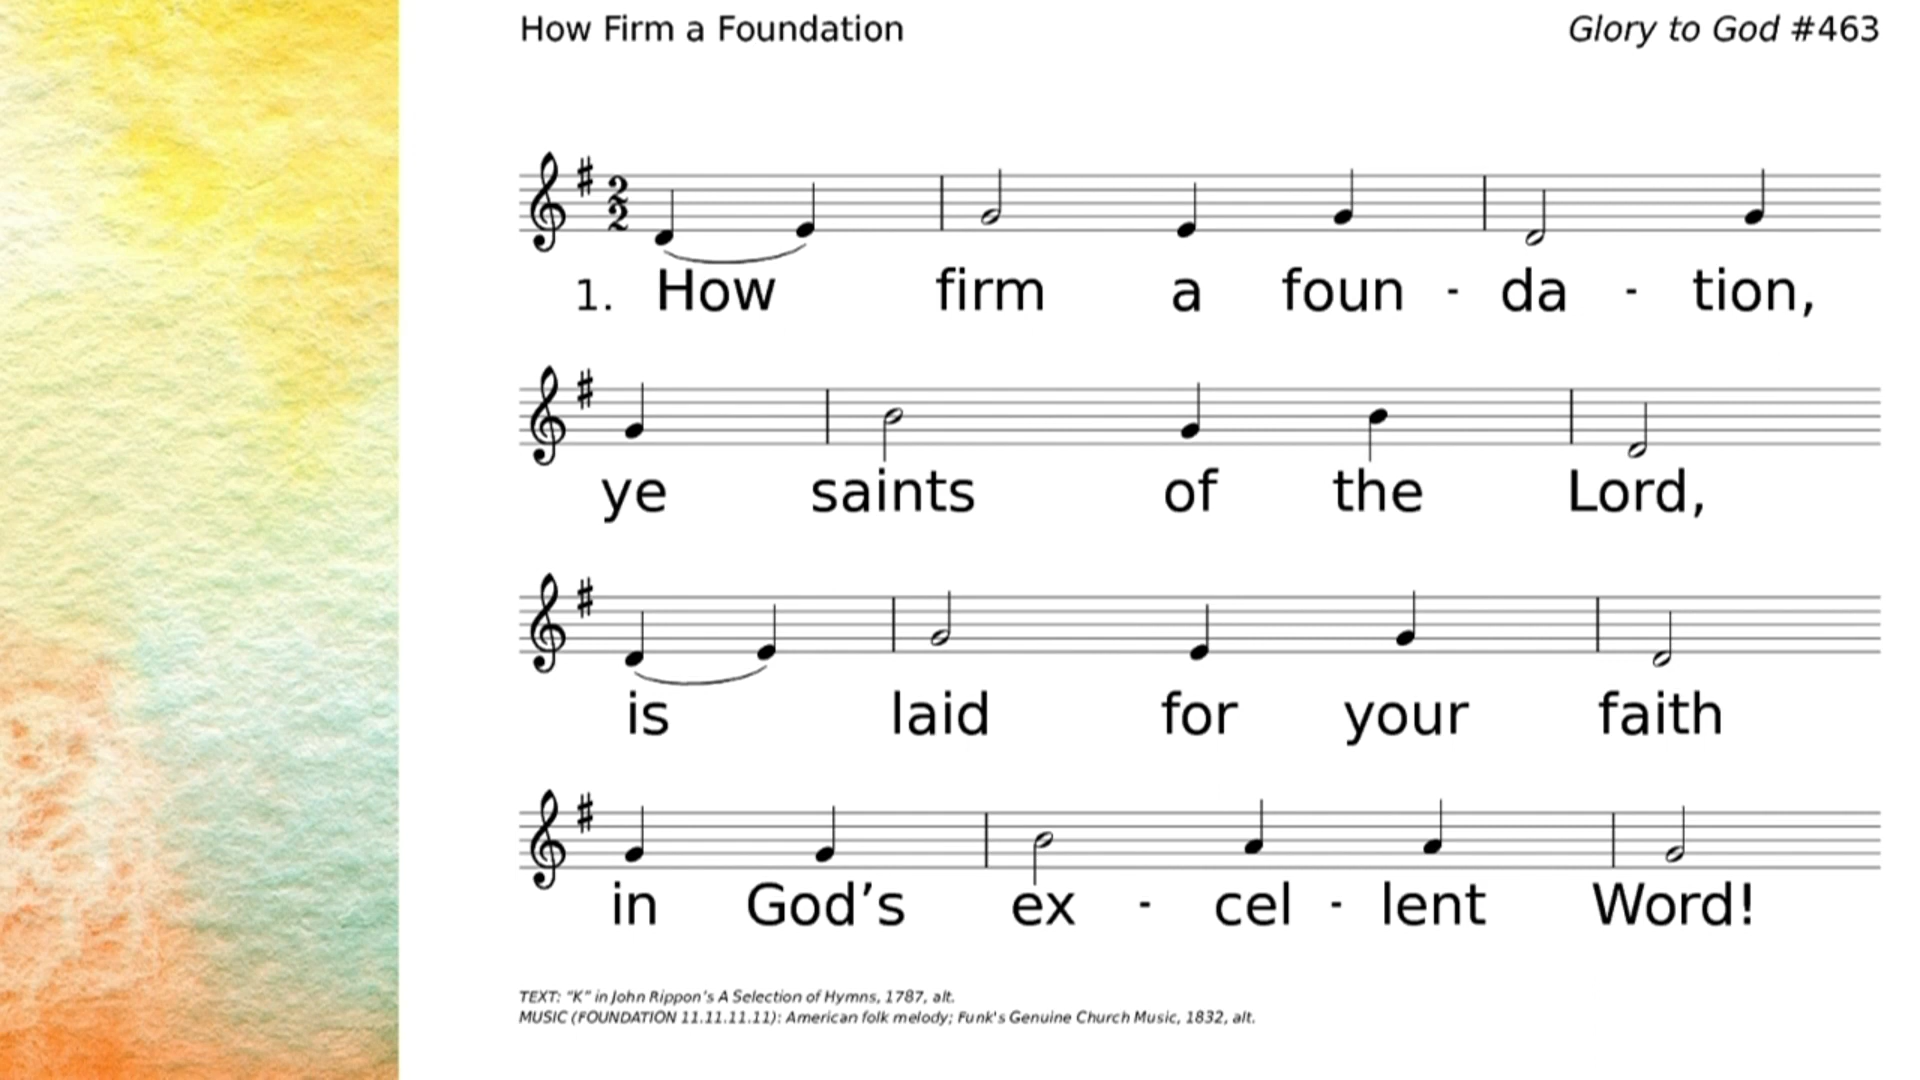 How Firm a Foundation
Glory to God #463
1. How firm a foun - da - tion,
ye saints of the Lord,
is laid for your faith
in God’s ex - cel - lent Word!
TEXT: “K” in John Rippon’s A Selection of Hymns, 1787, alt.
MUSIC (FOUNDATION 11.11.11.11): American folk melody; Funk's Genuine Church Music, 1832, alt.